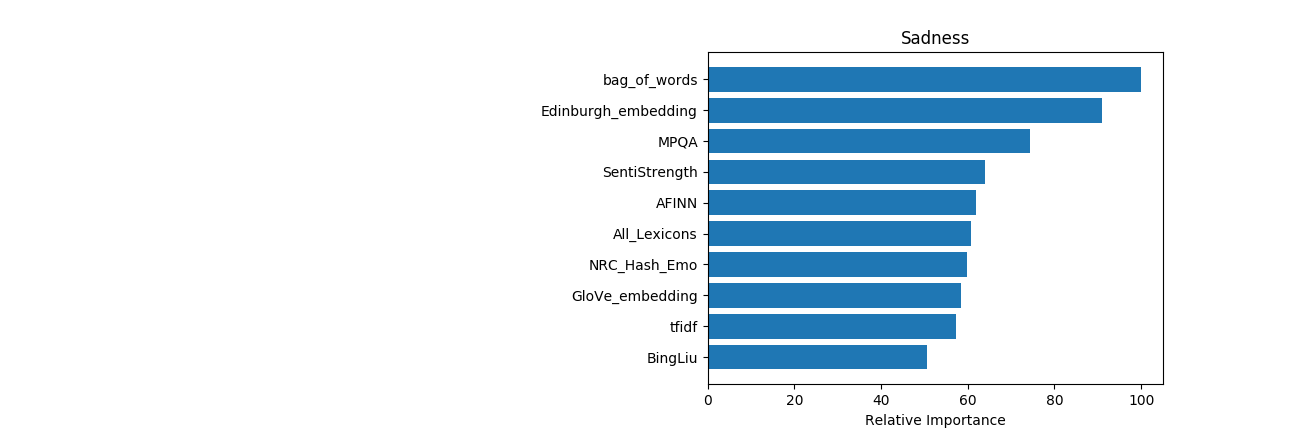 Sadness
bag_of_words
Edinburgh_embedding
MPQA
SentiStrength
AFINN
All_Lexicons
NRC_Hash_Emo
GloVe_embedding
tfidf
BingLiu
0 20 40 60 80 100
Relative Importance